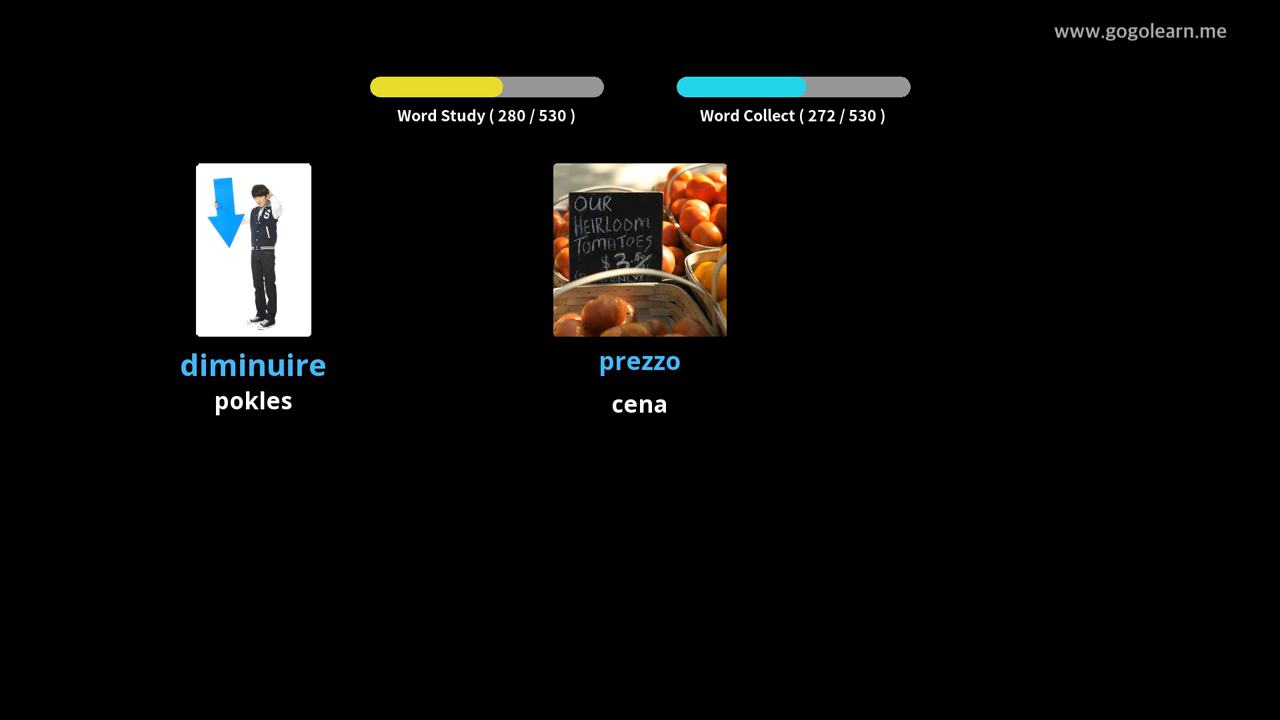 www.gogolearn.me
Word Study ( 280 / 530 )
Word Collect ( 272 / 530 )
OUR
HEIRLOOM
TOMATOES
diminuire
prezzo
pokles
cena